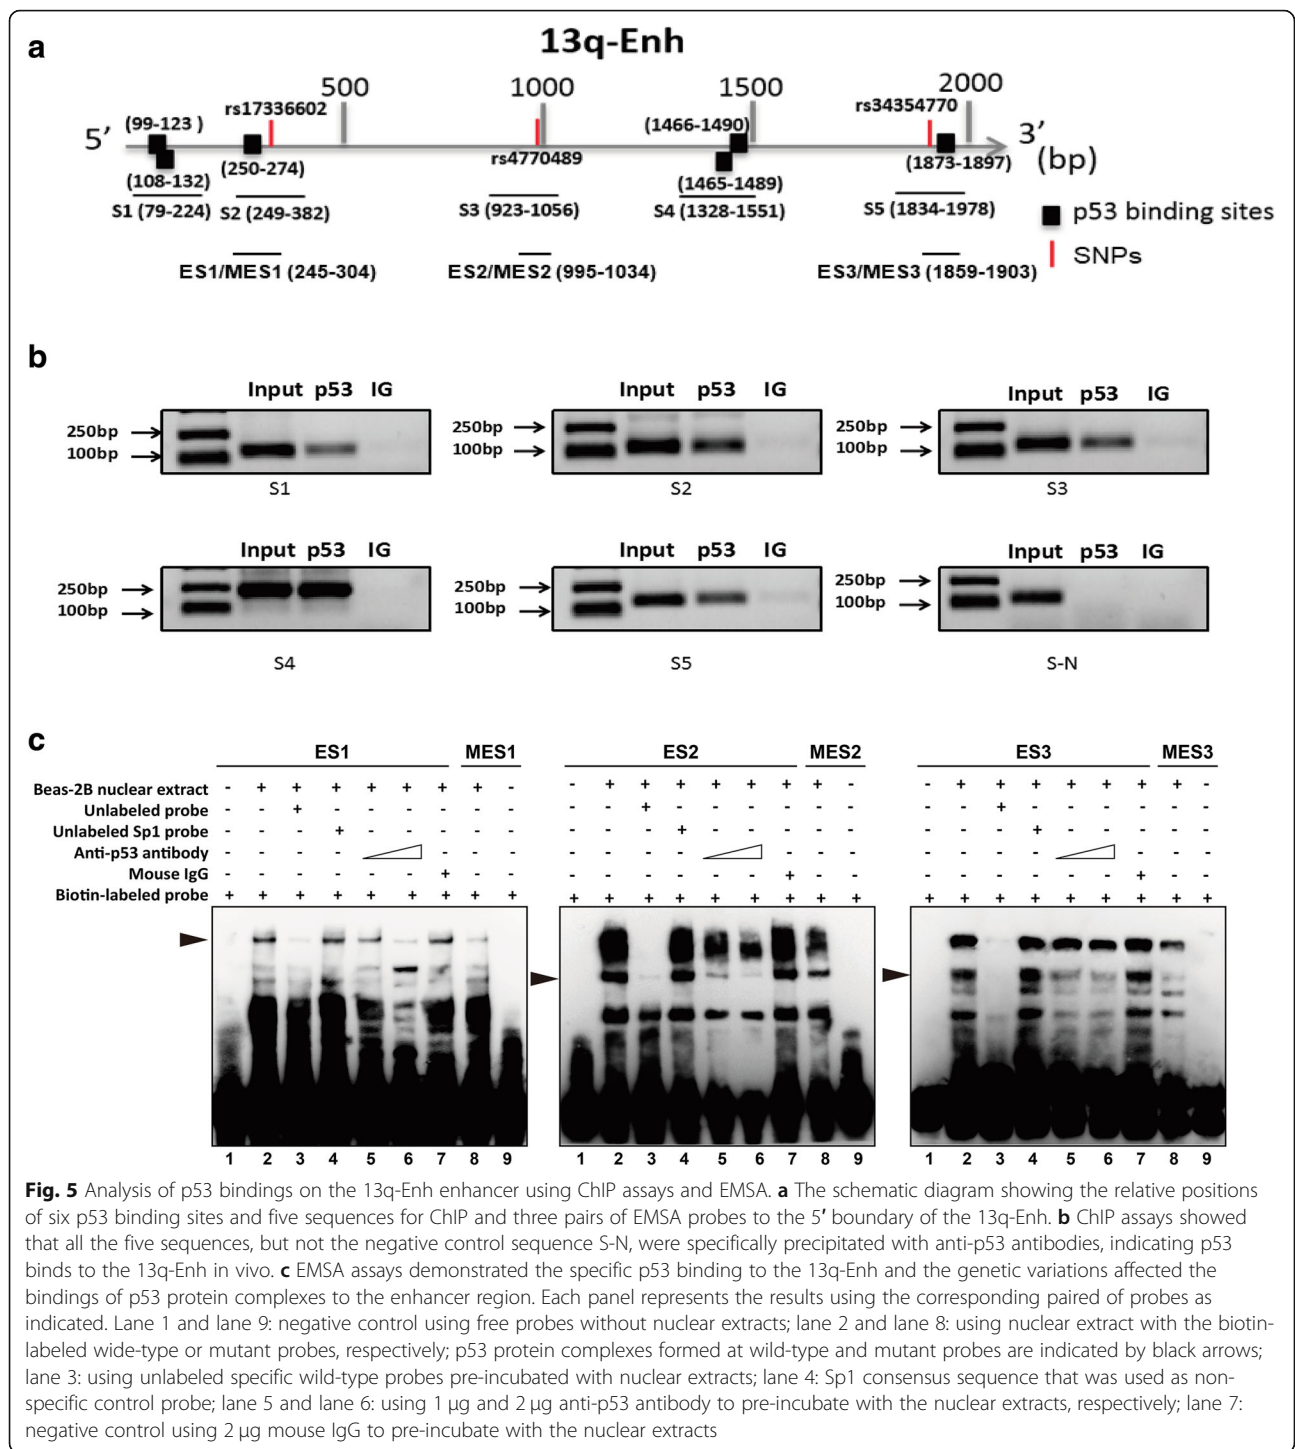 a
13q-Enh
500 1000 1500 2000
rs17336602 rs34354770
(99-123 ) (1466-1490)
5′ 3′
(250-274) rs4770489 (1873-1897) (bp)
(108-132) (1465-1489)
S1 (79-224) S2 (249-382) S3 (923-1056) S4 (1328-1551) S5 (1834-1978)
p53 binding sites
SNPs
ES1/MES1 (245-304) ES2/MES2 (995-1034) ES3/MES3 (1859-1903)
b
Input p53 IG
250bp
100bp
S1
Input p53 IG
250bp
100bp
S2
Input p53 IG
250bp
100bp
S3
Input p53 IG
250bp
100bp
S4
Input p53 IG
250bp
100bp
S5
Input p53 IG
250bp
100bp
S-N
c
ES1 MES1 ES2 MES2 ES3 MES3
Beas-2B nuclear extract - + + + + + + + - - + + + + + + + - - + + + + + + + -
Unlabeled probe - - + - - - - - - - - + - - - - - - - - + - - - - - -
Unlabeled Sp1 probe - - - + - - - - - - - - + - - - - - - - - + - - - - -
Anti-p53 antibody - - - - - - - - - - - - - - - - - - - - -
Mouse IgG - - - - - - + - - - - - - - - + - - - - - - - - + - -
Biotin-labeled probe + + + + + + + + + + + + + + + + + + + + + + + + + + +
1 2 3 4 5 6 7 8 9 1 2 3 4 5 6 7 8 9 1 2 3 4 5 6 7 8 9
Fig. 5 Analysis of p53 bindings on the 13q-Enh enhancer using ChIP assays and EMSA. a The schematic diagram showing the relative positions
of six p53 binding sites and five sequences for ChIP and three pairs of EMSA probes to the 5′ boundary of the 13q-Enh. b ChIP assays showed
that all the five sequences, but not the negative control sequence S-N, were specifically precipitated with anti-p53 antibodies, indicating p53
binds to the 13q-Enh in vivo. c EMSA assays demonstrated the specific p53 binding to the 13q-Enh and the genetic variations affected the
bindings of p53 protein complexes to the enhancer region. Each panel represents the results using the corresponding paired of probes as
indicated. Lane 1 and lane 9: negative control using free probes without nuclear extracts; lane 2 and lane 8: using nuclear extract with the biotin-
labeled wide-type or mutant probes, respectively; p53 protein complexes formed at wild-type and mutant probes are indicated by black arrows;
lane 3: using unlabeled specific wild-type probes pre-incubated with nuclear extracts; lane 4: Sp1 consensus sequence that was used as non-
specific control probe; lane 5 and lane 6: using 1 μg and 2 μg anti-p53 antibody to pre-incubate with the nuclear extracts, respectively; lane 7:
negative control using 2 μg mouse IgG to pre-incubate with the nuclear extracts